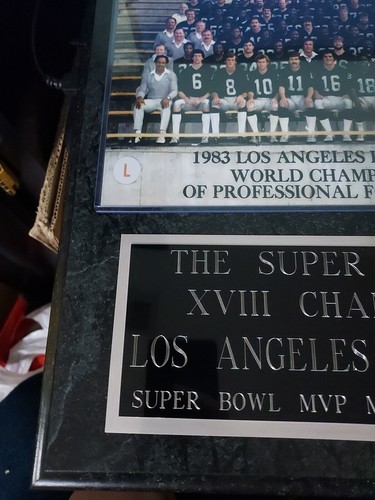 6 8 10 11 16 18
L
1983 LOS ANGELES
WORLD CHAMP
OF PROFESSIONAL F
THE SUPER
XVIII CHA
LOS ANGELES
SUPER BOWL MVP M